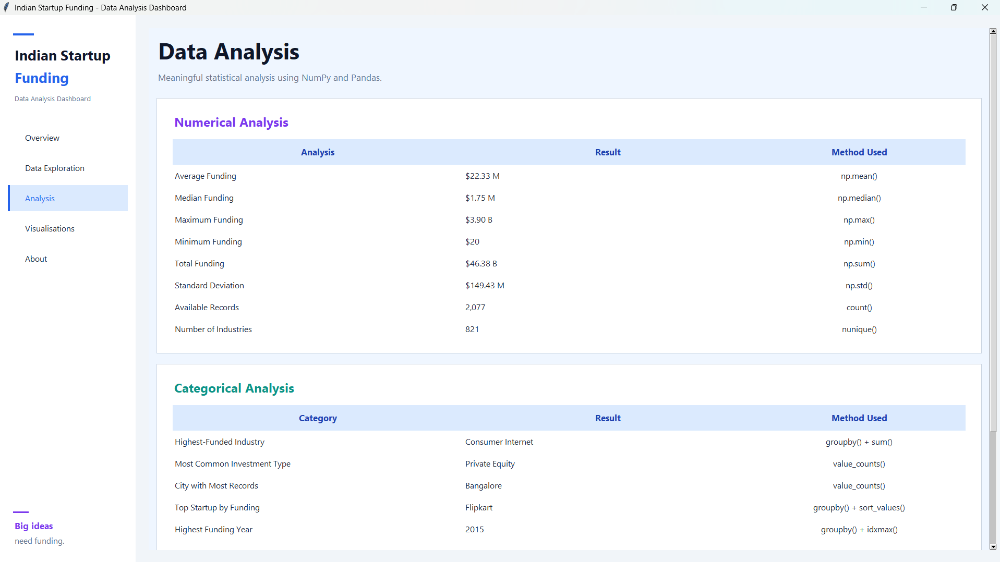 Indian Startup Funding - Data Analysis Dashboard
Indian Startup
Funding
Data Analysis Dashboard
Overview
Data Exploration
Analysis
Visualisations
About
Big ideas
need funding.
Data Analysis
Meaningful statistical analysis using NumPy and Pandas.
Numerical Analysis
Analysis Result Method Used
Average Funding $22.33 M np.mean()
Median Funding $1.75 M np.median()
Maximum Funding $3.90 B np.max()
Minimum Funding $20 np.min()
Total Funding $46.38 B np.sum()
Standard Deviation $149.43 M np.std()
Available Records 2,077 count()
Number of Industries 821 nunique()
Categorical Analysis
Category Result Method Used
Highest-Funded Industry Consumer Internet groupby() + sum()
Most Common Investment Type Private Equity value_counts()
City with Most Records Bangalore value_counts()
Top Startup by Funding Flipkart groupby() + sort_values()
Highest Funding Year 2015 groupby() + idxmax()